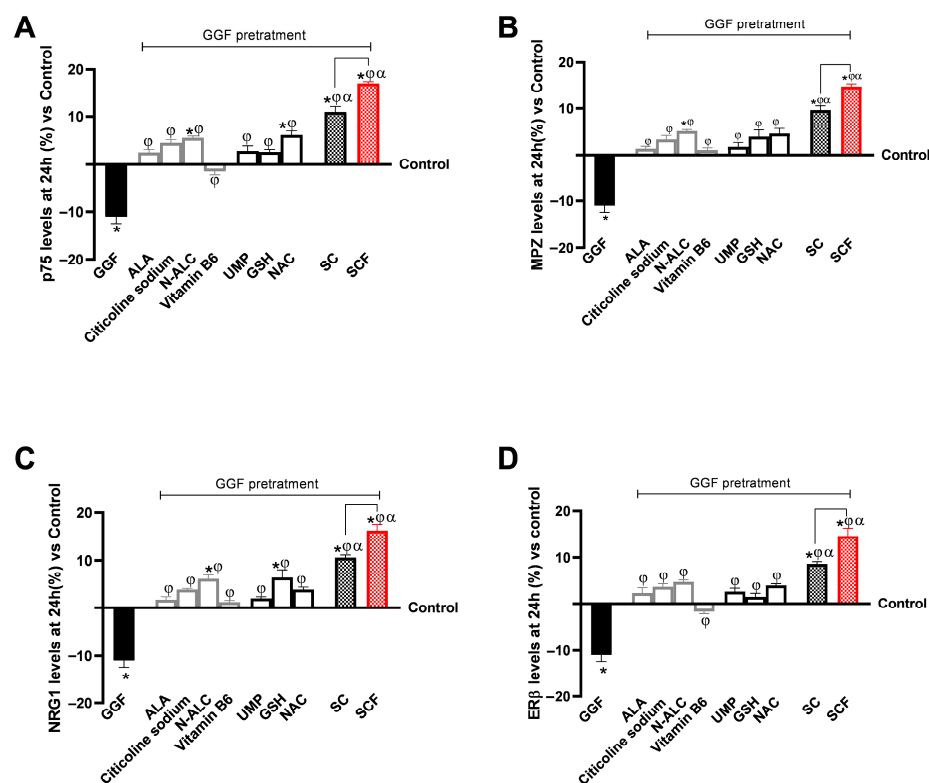 A
GGF pretratment
p75 levels at 24h (%) vs Control
20
10
−10
−20
*
φ
φ
*φ
φ
φ
φ
*φ
*φα
*φα
Control
GGF
ALA
Citicoline sodium
N-ALC
Vitamin B6
UMP
GSH
NAC
SC
SCF
B
GGF pretratment
MPZ levels at 24h(%) vs Control
20
10
−10
−20
*
φ
φ
*φ
φ
φ
φ
φ
*φα
*φα
Control
GGF
ALA
Citicoline sodium
N-ALC
Vitamin B6
UMP
GSH
NAC
SC
SCF
C
GGF pretratment
NRG1 levels at 24h(%) vs Control
20
10
−10
−20
*
φ
φ
*φ
φ
φ
*φ
φ
*φα
*φα
Control
GGF
ALA
Citicoline sodium
N-ALC
Vitamin B6
UMP
GSH
NAC
SC
SCF
D
GGF pretratment
ERβ levels at 24h (%) vs control
20
10
−10
−20
*
φ
φ
φ
φ
φ
φ
φ
*φα
*φα
Control
GGF
ALA
Citicoline sodium
N-ALC
Vitamin B6
UMP
GSH
NAC
SC
SCF